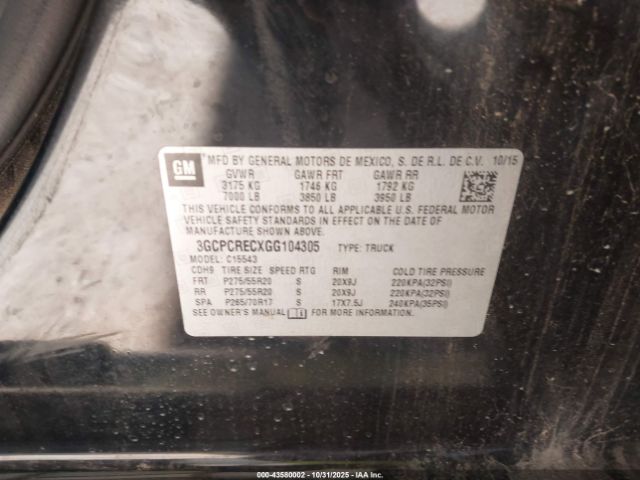 GM
MFD BY GENERAL MOTORS DE MEXICO, S. DE R.L. DE C.V. 10/15
GVWR GAWR FRT GAWR RR
3175 KG 1746 KG 1792 KG
7000 LB 3850 LB 3950 LB
THIS VEHICLE CONFORMS TO ALL APPLICABLE U.S. FEDERAL MOTOR
VEHICLE SAFETY STANDARDS IN EFFECT ON THE DATE OF
MANUFACTURE SHOWN ABOVE.
3GCPCRECXGG104305 TYPE: TRUCK
MODEL: C15543
CDH9 TIRE SIZE SPEED RTG RIM COLD TIRE PRESSURE
FRT P275/55R20 S 20X9J 220KPA(32PSI)
RR P275/55R20 S 20X9J 220KPA(32PSI)
SPA P265/70R17 S 17X7.5J 240KPA(35PSI)
SEE OWNER'S MANUAL FOR MORE INFORMATION.
000-43580002 - 10/31/2025 - IAA Inc.